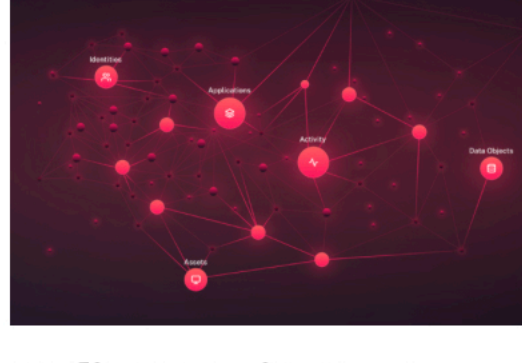 Identities
Applications
Activity
Data Objects
Assets